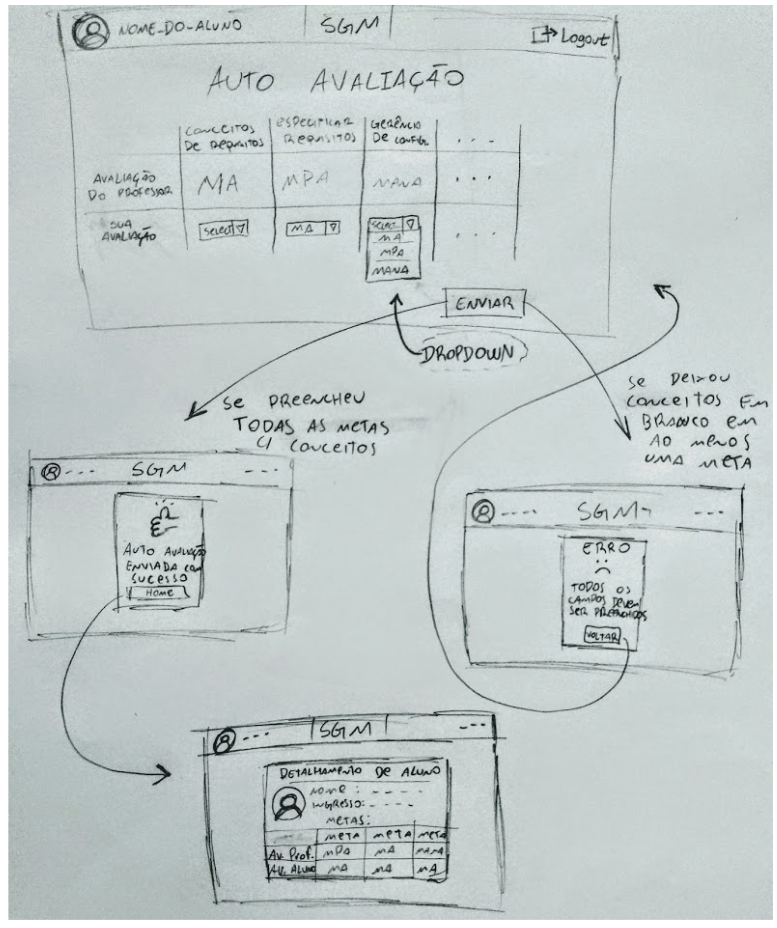 NOME-DO-ALUNO SGM Logout
AUTO AVALIAÇÃO
CONCEITOS DE REQUISITOS
ESPECIFICAR REQUISITOS
GERÊNCIA DE CONFIG.
...
AVALIAÇÃO DO PROFESSOR
MA
MPA
MANA
...
SUA AVALIAÇÃO
Select
MA
SELECT
MA
MPA
MANA
...
ENVIAR
DROPDOWN
SE PREENCHEU
TODAS AS METAS
C/ CONCEITOS
SE DEIXOU
CONCEITOS EM
BRANCO EM
AO MENOS
UMA META
--- SGM ---
AUTO AVALIAÇÃO
ENVIADA COM
SUCESSO
HOME
---- SGM ---
ERRO
TODOS OS
CAMPOS DEVEM
SER PREENCHIDOS
VOLTAR
--- SGM ---
DETALHAMENTO DE ALUNO
NOME: ----
INGRESSO: ----
METAS:
META META META
Av. Prof. MPA MA MANA
AV. ALUNO MA MA MA